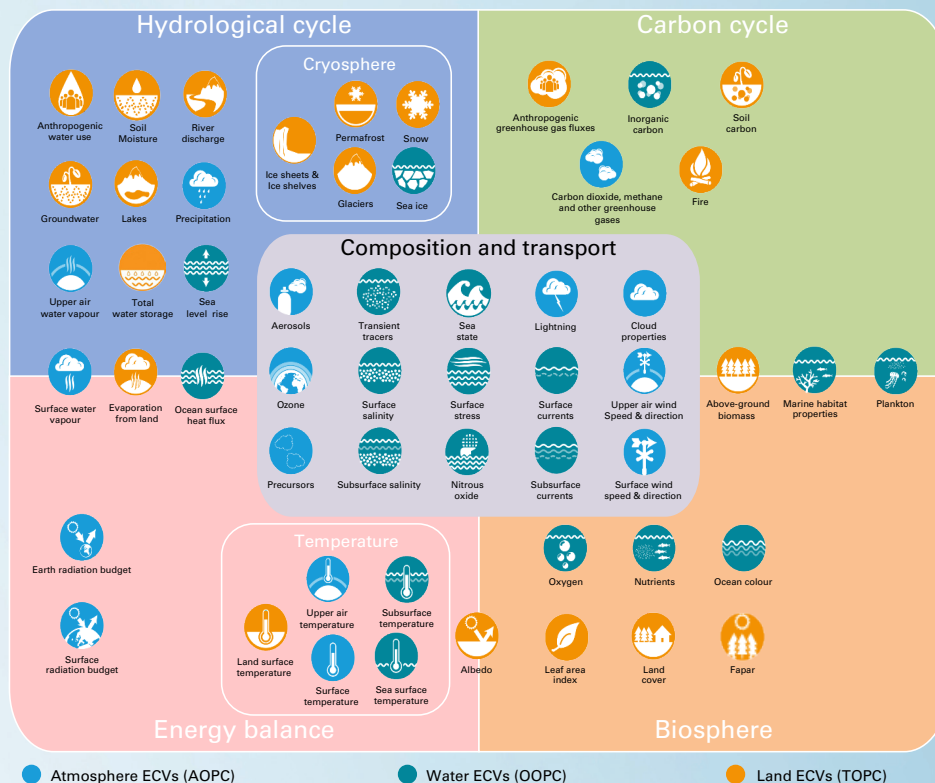 Hydrological cycle
Carbon cycle
Cryosphere
Anthropogenic
water use
Soil
Moisture
River
discharge
Ice sheets &
Ice shelves
Permafrost
Snow
Glaciers
Sea ice
Anthropogenic
greenhouse gas fluxes
Inorganic
carbon
Soil
carbon
Groundwater
Lakes
Precipitation
Carbon dioxide, methane
and other greenhouse
gases
Fire
Upper air
water vapour
Total
water storage
Sea
level rise
Composition and transport
Aerosols
Transient
tracers
Sea
state
Lightning
Cloud
properties
Surface water
vapour
Evaporation
from land
Ocean surface
heat flux
Ozone
Surface
salinity
Surface
stress
Surface
currents
Upper air wind
Speed & direction
Above-ground
biomass
Marine habitat
properties
Plankton
Precursors
Subsurface salinity
Nitrous
oxide
Subsurface
currents
Surface wind
speed & direction
Earth radiation budget
Surface
radiation budget
Temperature
Upper air
temperature
Subsurface
temperature
Land surface
temperature
Surface
temperature
Sea surface
temperature
Oxygen
Nutrients
Ocean colour
Albedo
Leaf area
index
Land
cover
Fapar
Energy balance
Biosphere
Atmosphere ECVs (AOPC)
Water ECVs (OOPC)
Land ECVs (TOPC)